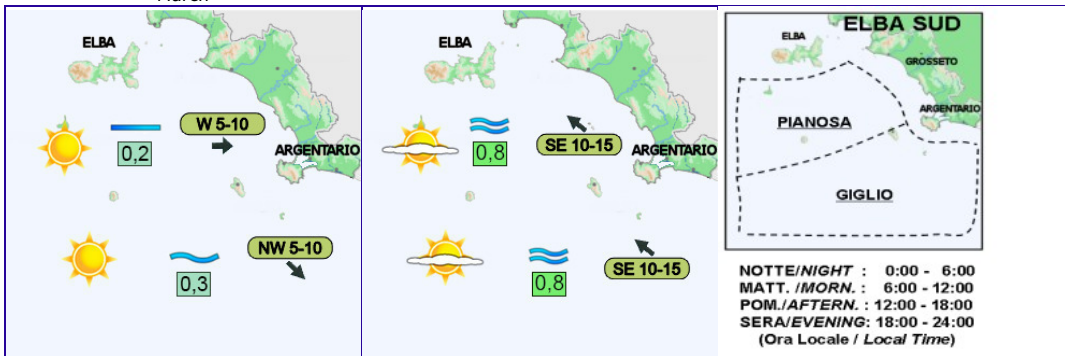 March
ELBA
W 5-10
0,2
ARGENTARIO
NW 5-10
0,3
ELBA
0,8
SE 10-15
ARGENTARIO
0,8
SE 10-15
ELBA SUD
ELBA
GROSSETO
ARGENTARIO
PIANOSA
GIGLIO
NOTTE/NIGHT : 0:00 - 6:00
MATT. /MORN. : 6:00 - 12:00
POM./AFTERN. : 12:00 - 18:00
SERA/EVENING: 18:00 - 24:00
(Ora Locale / Local Time)